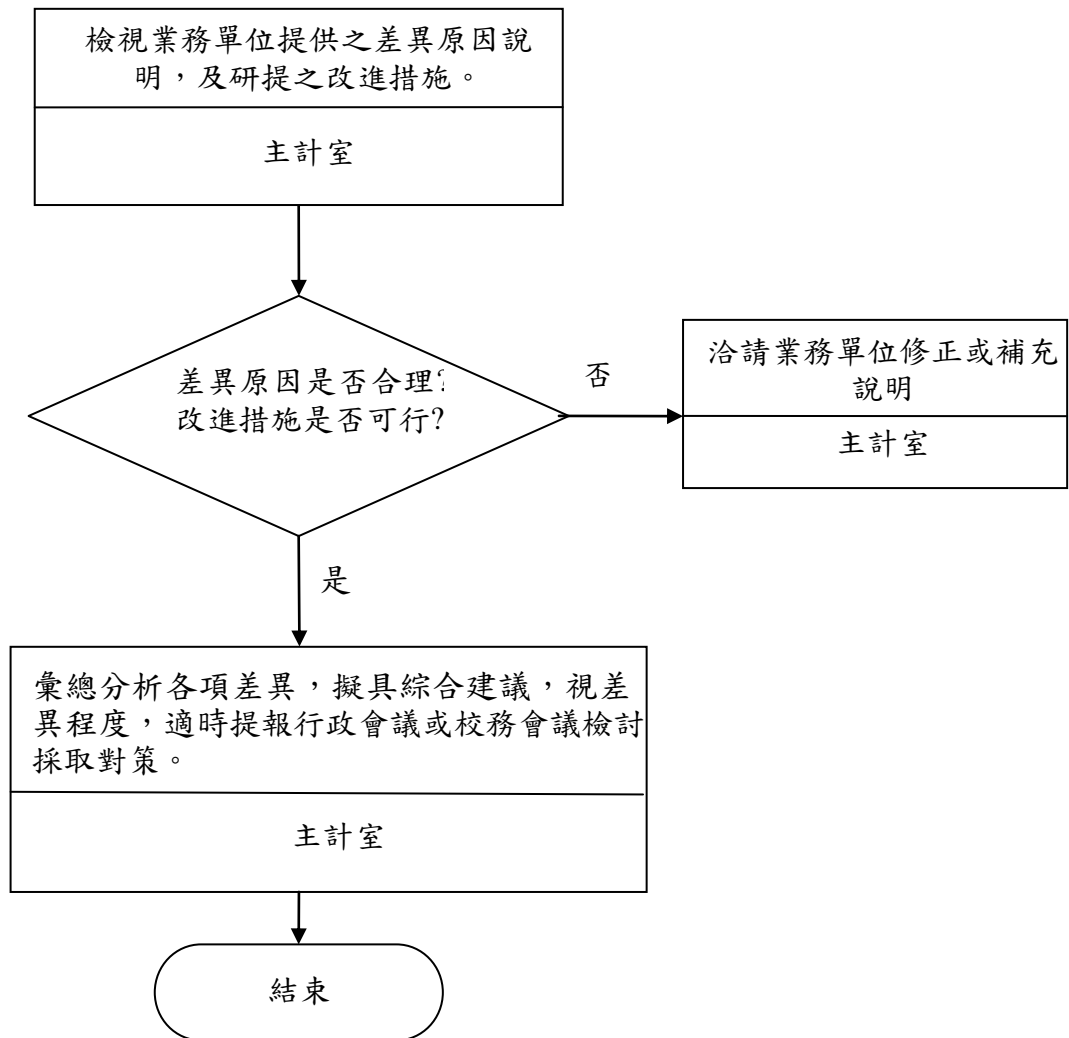 檢視業務單位提供之差異原因說
明，及研提之改進措施。
主計室
差異原因是否合理?
改進措施是否可行?
否
洽請業務單位修正或補充
說明
主計室
是
彙總分析各項差異，擬具綜合建議，視差
異程度，適時提報行政會議或校務會議檢討
採取對策。
主計室
結束